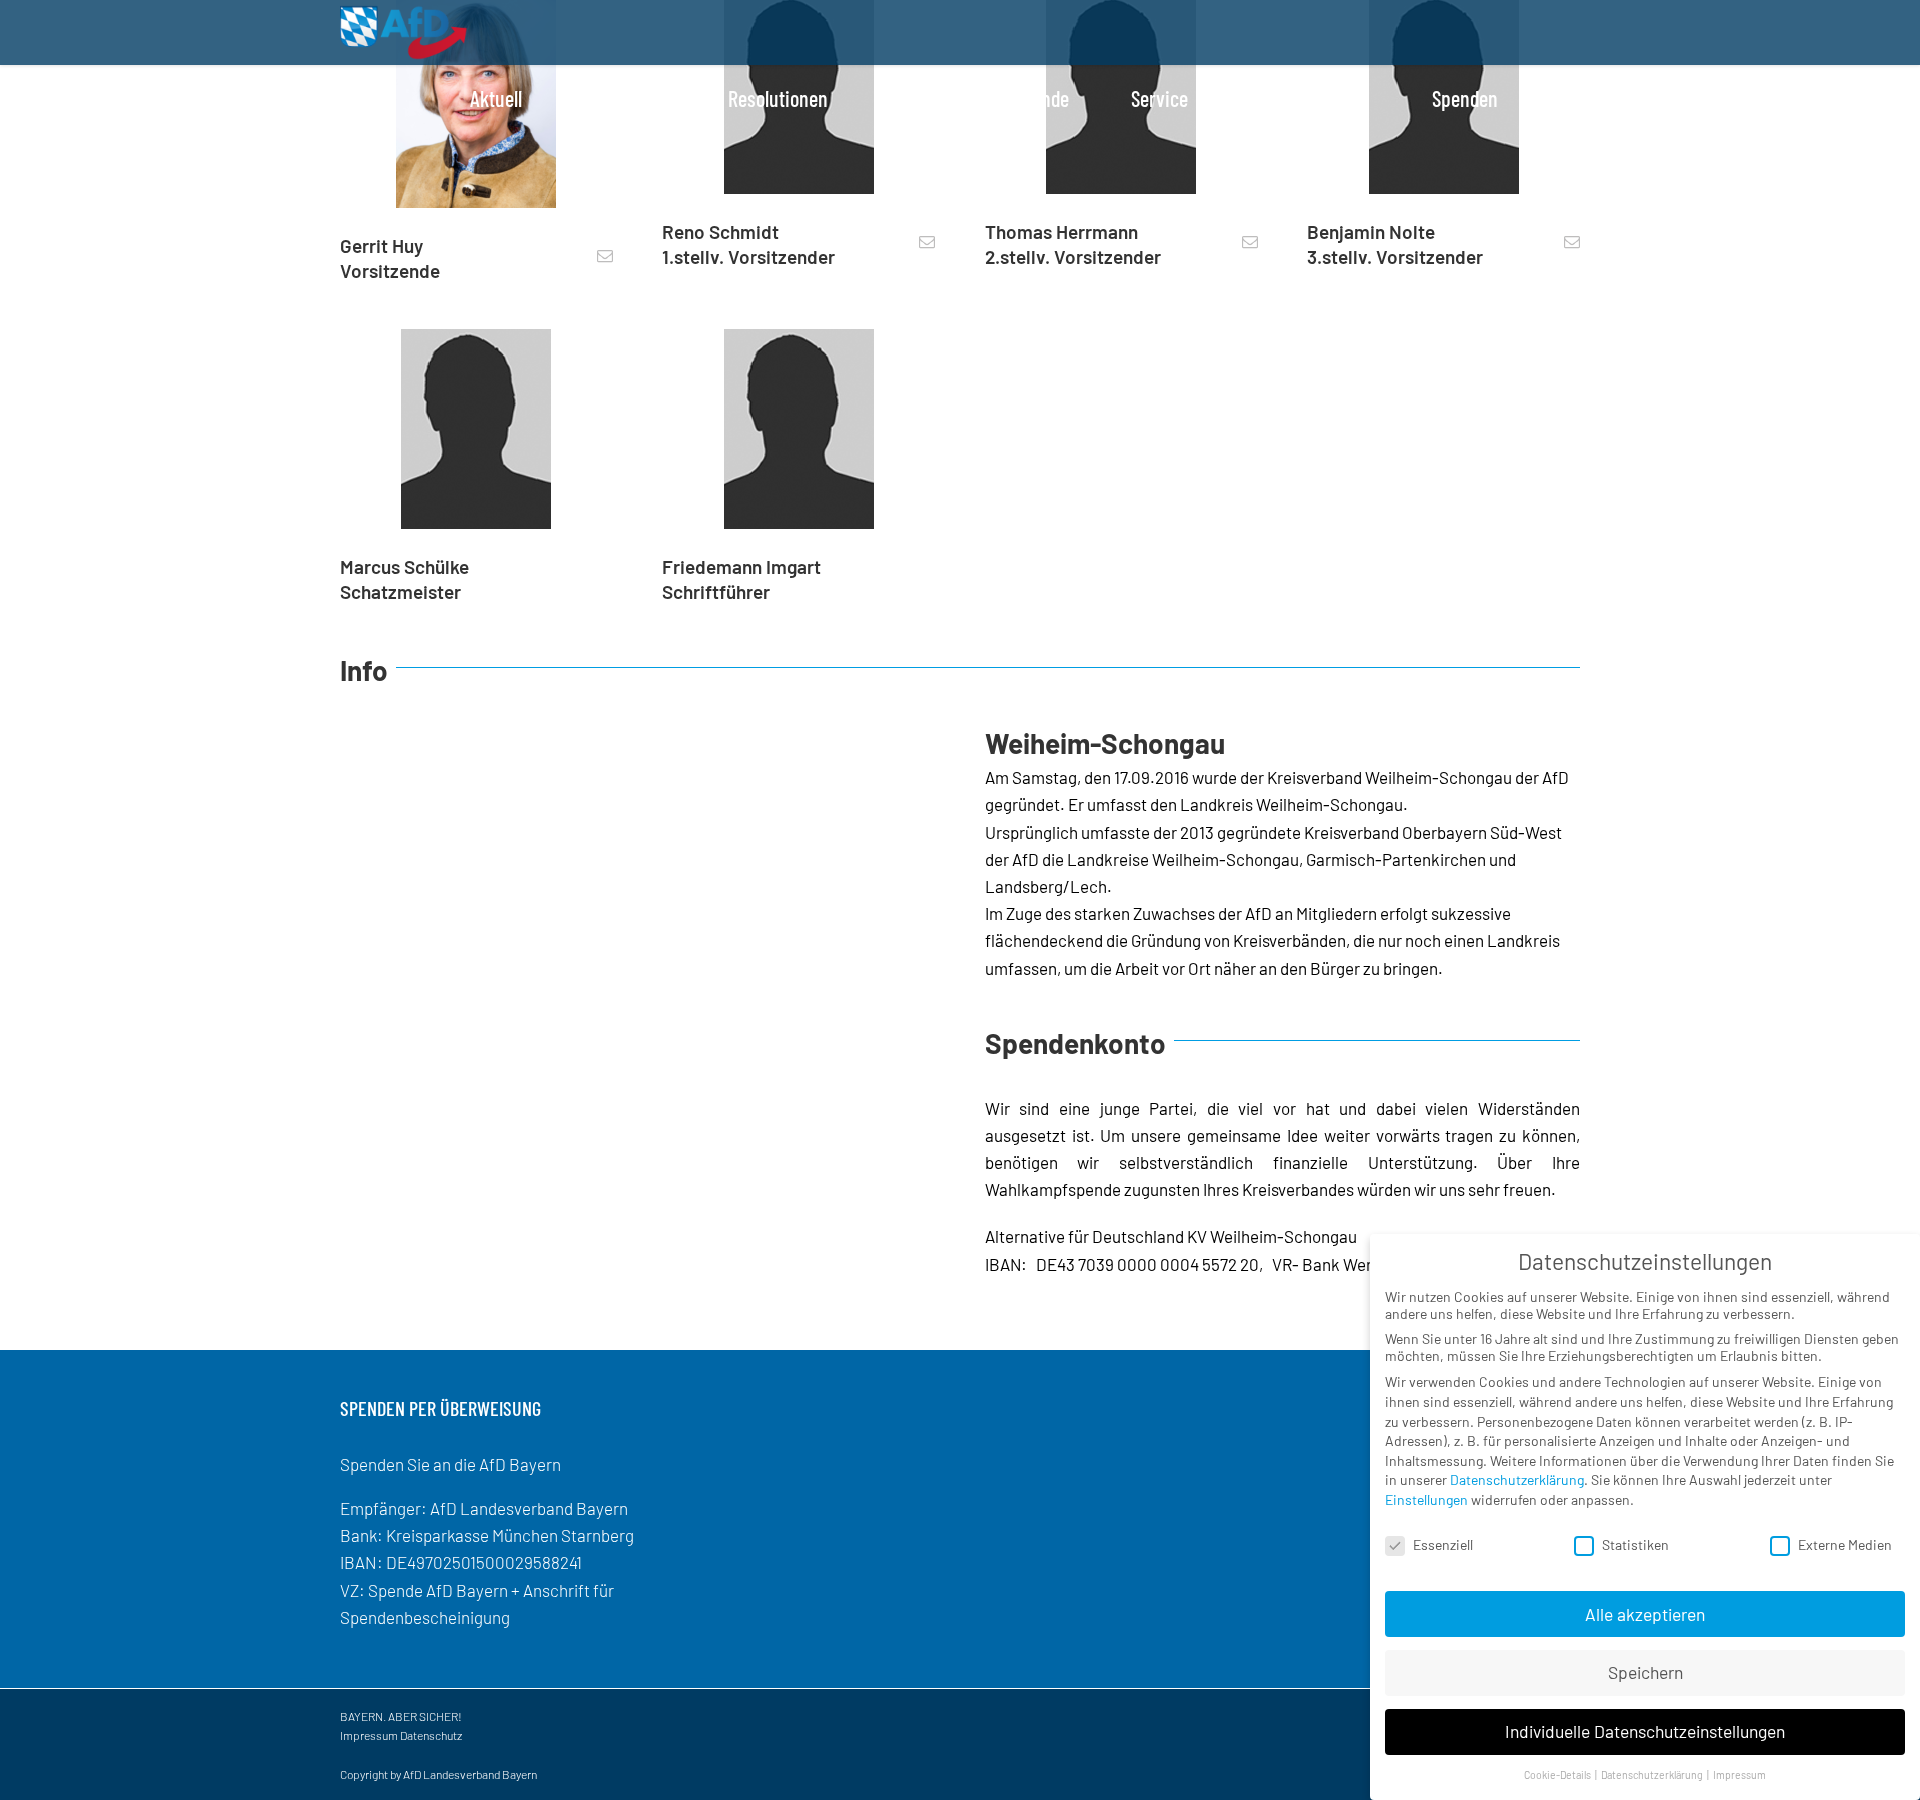 AfD
Aktuell
Resolutionen
Service
Spenden
Gerrit Huy
Vorsitzende
Reno Schmidt
1.stellv. Vorsitzender
Thomas Herrmann
2.stellv. Vorsitzender
Benjamin Nolte
3.stellv. Vorsitzender
Marcus Schülke
Schatzmeister
Friedemann Imgart
Schriftführer
Info
Weiheim-Schongau
Am Samstag, den 17.09.2016 wurde der Kreisverband Weilheim-Schongau der AfD
gegründet. Er umfasst den Landkreis Weilheim-Schongau.
Ursprünglich umfasste der 2013 gegründete Kreisverband Oberbayern Süd-West
der AfD die Landkreise Weilheim-Schongau, Garmisch-Partenkirchen und
Landsberg/Lech.
Im Zuge des starken Zuwachses der AfD an Mitgliedern erfolgt sukzessive
flächendeckend die Gründung von Kreisverbänden, die nur noch einen Landkreis
umfassen, um die Arbeit vor Ort näher an den Bürger zu bringen.
Spendenkonto
Wir sind eine junge Partei, die viel vor hat und dabei vielen Widerständen
ausgesetzt ist. Um unsere gemeinsame Idee weiter vorwärts tragen zu können,
benötigen wir selbstverständlich finanzielle Unterstützung. Über Ihre
Wahlkampfspende zugunsten Ihres Kreisverbandes würden wir uns sehr freuen.
Alternative für Deutschland KV Weilheim-Schongau
IBAN: DE43 7039 0000 0004 5572 20, VR- Bank
SPENDEN PER ÜBERWEISUNG
Spenden Sie an die AfD Bayern
Empfänger: AfD Landesverband Bayern
Bank: Kreisparkasse München Starnberg
IBAN: DE49702501500029588241
VZ: Spende AfD Bayern + Anschrift für
Spendenbescheinigung
BAYERN. ABER SICHER!
Impressum Datenschutz
Copyright by AfD Landesverband Bayern
Datenschutzeinstellungen
Wir nutzen Cookies auf unserer Website. Einige von ihnen sind essenziell, während
andere uns helfen, diese Website und Ihre Erfahrung zu verbessern.
Wenn Sie unter 16 Jahre alt sind und Ihre Zustimmung zu freiwilligen Diensten geben
möchten, müssen Sie Ihre Erziehungsberechtigten um Erlaubnis bitten.
Wir verwenden Cookies und andere Technologien auf unserer Website. Einige von
ihnen sind essenziell, während andere uns helfen, diese Website und Ihre Erfahrung
zu verbessern. Personenbezogene Daten können verarbeitet werden (z. B. IP-
Adressen), z. B. für personalisierte Anzeigen und Inhalte oder Anzeigen- und
Inhaltsmessung. Weitere Informationen über die Verwendung Ihrer Daten finden Sie
in unserer Datenschutzerklärung. Sie können Ihre Auswahl jederzeit unter
Einstellungen widerrufen oder anpassen.
Essenziell
Statistiken
Externe Medien
Alle akzeptieren
Speichern
Individuelle Datenschutzeinstellungen
Cookie-Details | Datenschutzerklärung | Impressum